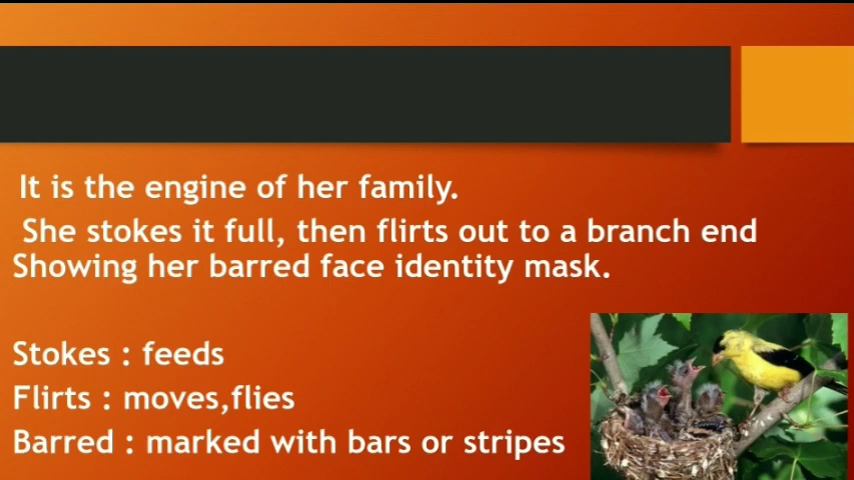 It is the engine of her family.
She stokes it full, then flirts out to a branch end
Showing her barred face identity mask.
Stokes : feeds
Flirts : moves,flies
Barred : marked with bars or stripes